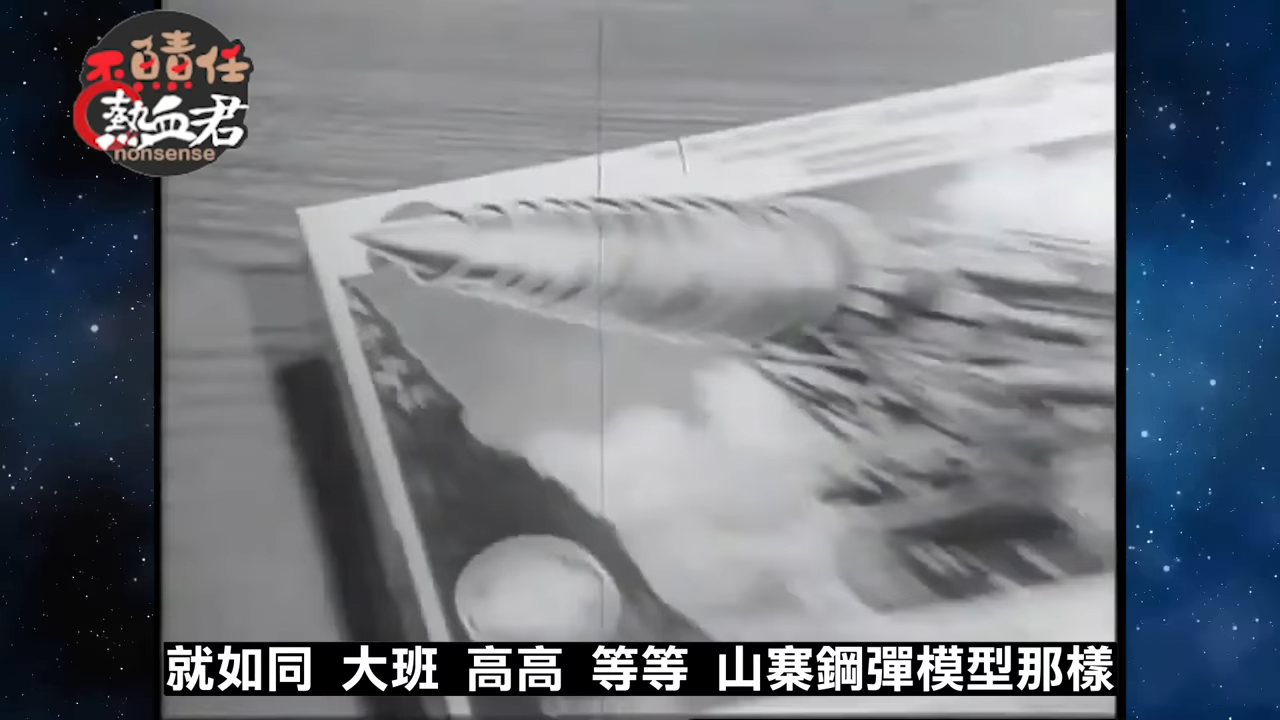 不負責任
熱血君
nonsense
就如同 大班 高高 等等 山寨鋼彈模型那樣